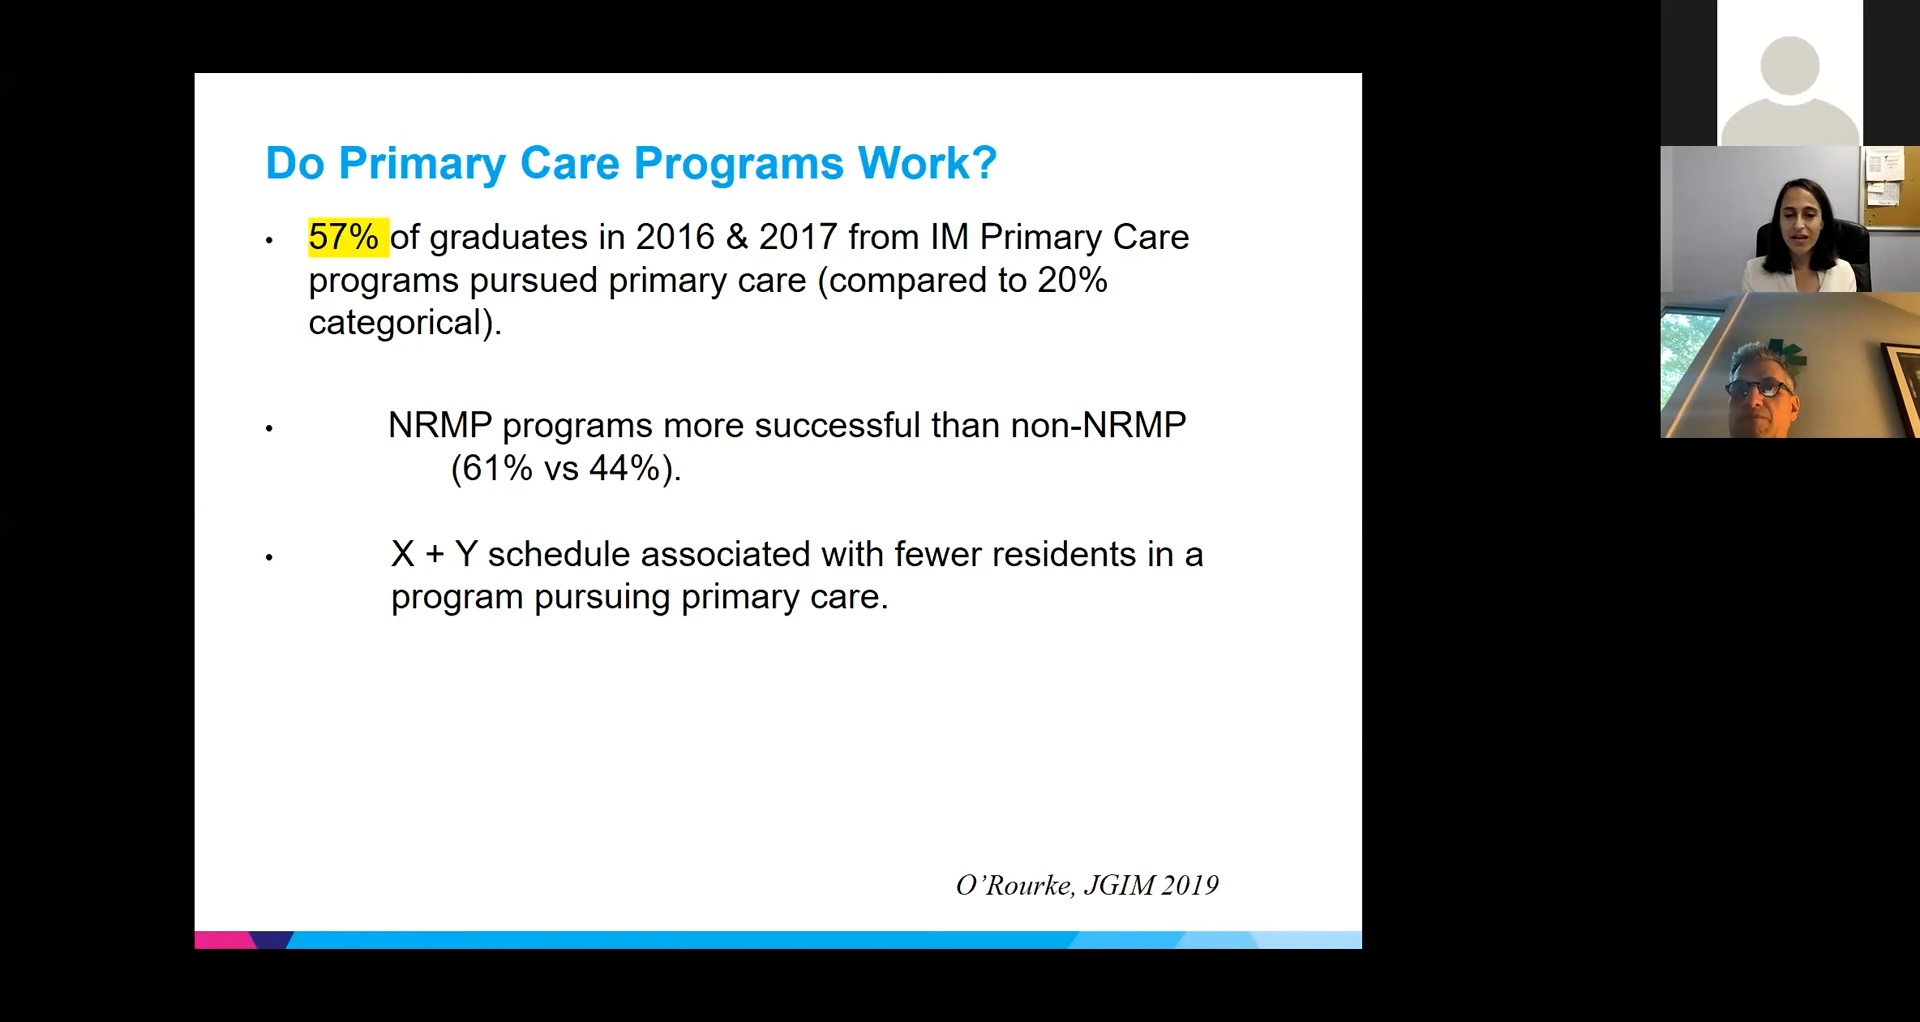 Do Primary Care Programs Work?
• 57% of graduates in 2016 & 2017 from IM Primary Care
programs pursued primary care (compared to 20%
categorical).
• NRMP programs more successful than non-NRMP
(61% vs 44%).
• X + Y schedule associated with fewer residents in a
program pursuing primary care.
O’Rourke, JGIM 2019